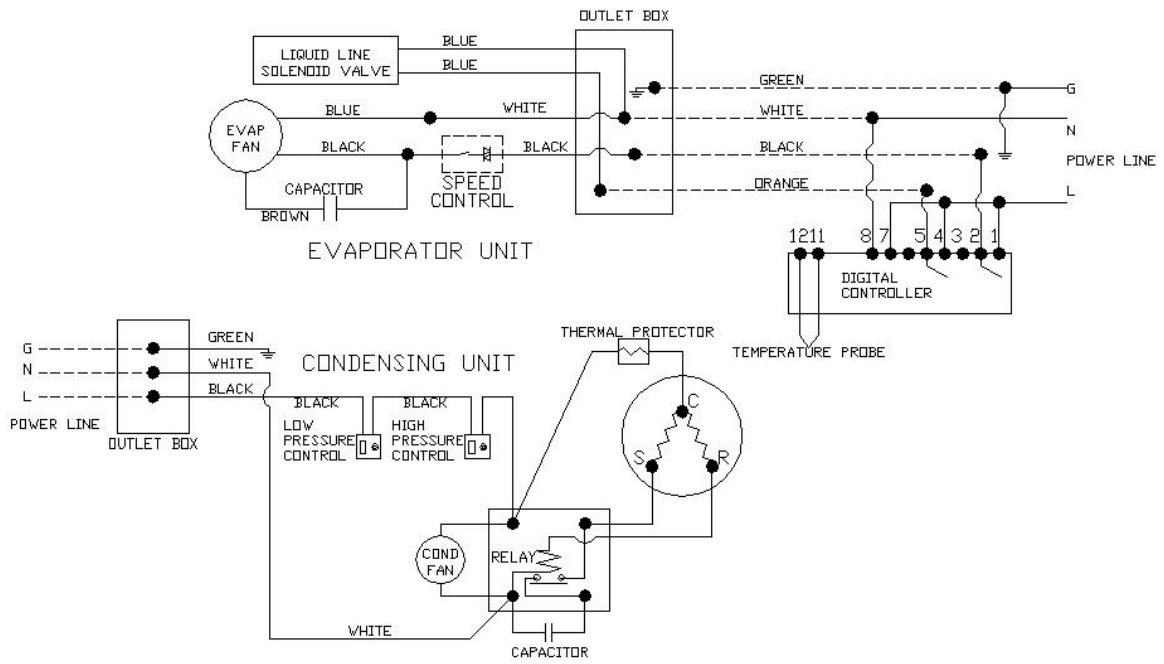 OUTLET BOX
LIQUID LINE
SOLENOID VALVE
BLUE
BLUE
GREEN
G
EVAP
FAN
BLUE
WHITE
WHITE
N
BLACK
BLACK
BLACK
POWER LINE
SPEED
CONTROL
CAPACITOR
BROWN
ORANGE
L
EVAPORATOR UNIT
12 11 8 7 5 4 3 2 1
DIGITAL
CONTROLLER
TEMPERATURE PROBE
G
N
L
POWER LINE
OUTLET BOX
GREEN
WHITE
BLACK
CONDENSING UNIT
BLACK
BLACK
LOW
PRESSURE
CONTROL
HIGH
PRESSURE
CONTROL
THERMAL PROTECTOR
C
S
R
COND
FAN
RELAY
WHITE
CAPACITOR